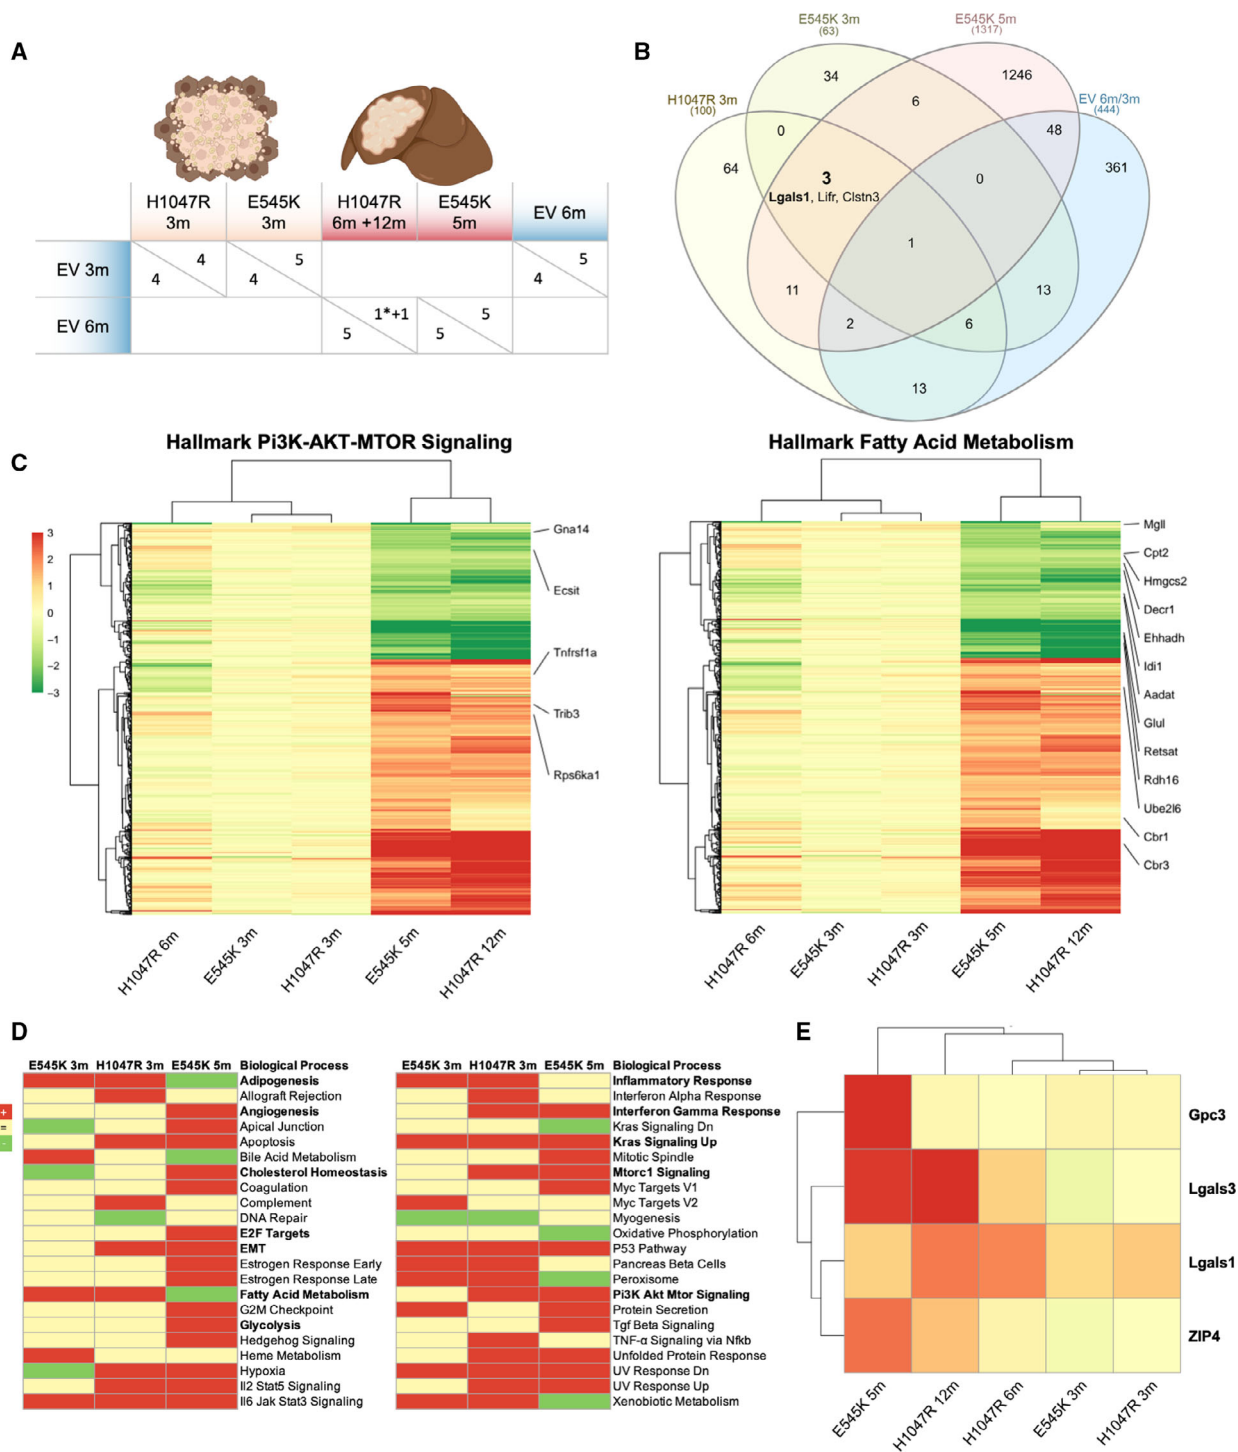 A
H1047R
3m
E545K
3m
H1047R
6m +12m
E545K
5m
EV 6m
EV 3m
4
4
5
4
5
4
EV 6m
1*+1
5
5
5
B
E545K 3m
(63)
E545K 5m
(1317)
H1047R 3m
(100)
EV 6m/3m
(444)
34
1246
6
0
48
64
3
0
361
Lgals1, Lifr, Clstn3
1
11
13
2
6
13
C
Hallmark Pi3K-AKT-MTOR Signaling
3
2
1
0
−1
−2
−3
Gna14
Ecsit
Tnfrsf1a
Trib3
Rps6ka1
H1047R 6m
E545K 3m
H1047R 3m
E545K 5m
H1047R 12m
Hallmark Fatty Acid Metabolism
Mgll
Cpt2
Hmgcs2
Decr1
Ehhadh
Idi1
Aadat
Glul
Retsat
Rdh16
Ube2l6
Cbr1
Cbr3
H1047R 6m
E545K 3m
H1047R 3m
E545K 5m
H1047R 12m
D
+
=
-
E545K 3m H1047R 3m E545K 5m Biological Process
Adipogenesis
Allograft Rejection
Angiogenesis
Apical Junction
Apoptosis
Bile Acid Metabolism
Cholesterol Homeostasis
Coagulation
Complement
DNA Repair
E2F Targets
EMT
Estrogen Response Early
Estrogen Response Late
Fatty Acid Metabolism
G2M Checkpoint
Glycolysis
Hedgehog Signaling
Heme Metabolism
Hypoxia
Il2 Stat5 Signaling
Il6 Jak Stat3 Signaling
E545K 3m H1047R 3m E545K 5m Biological Process
Inflammatory Response
Interferon Alpha Response
Interferon Gamma Response
Kras Signaling Dn
Kras Signaling Up
Mitotic Spindle
Mtorc1 Signaling
Myc Targets V1
Myc Targets V2
Myogenesis
Oxidative Phosphorylation
P53 Pathway
Pancreas Beta Cells
Peroxisome
Pi3K Akt Mtor Signaling
Protein Secretion
Tgf Beta Signaling
TNF-α Signaling via Nfkb
Unfolded Protein Response
UV Response Dn
UV Response Up
Xenobiotic Metabolism
E
Gpc3
Lgals3
Lgals1
ZIP4
E545K 5m
H1047R 12m
H1047R 6m
E545K 3m
H1047R 3m